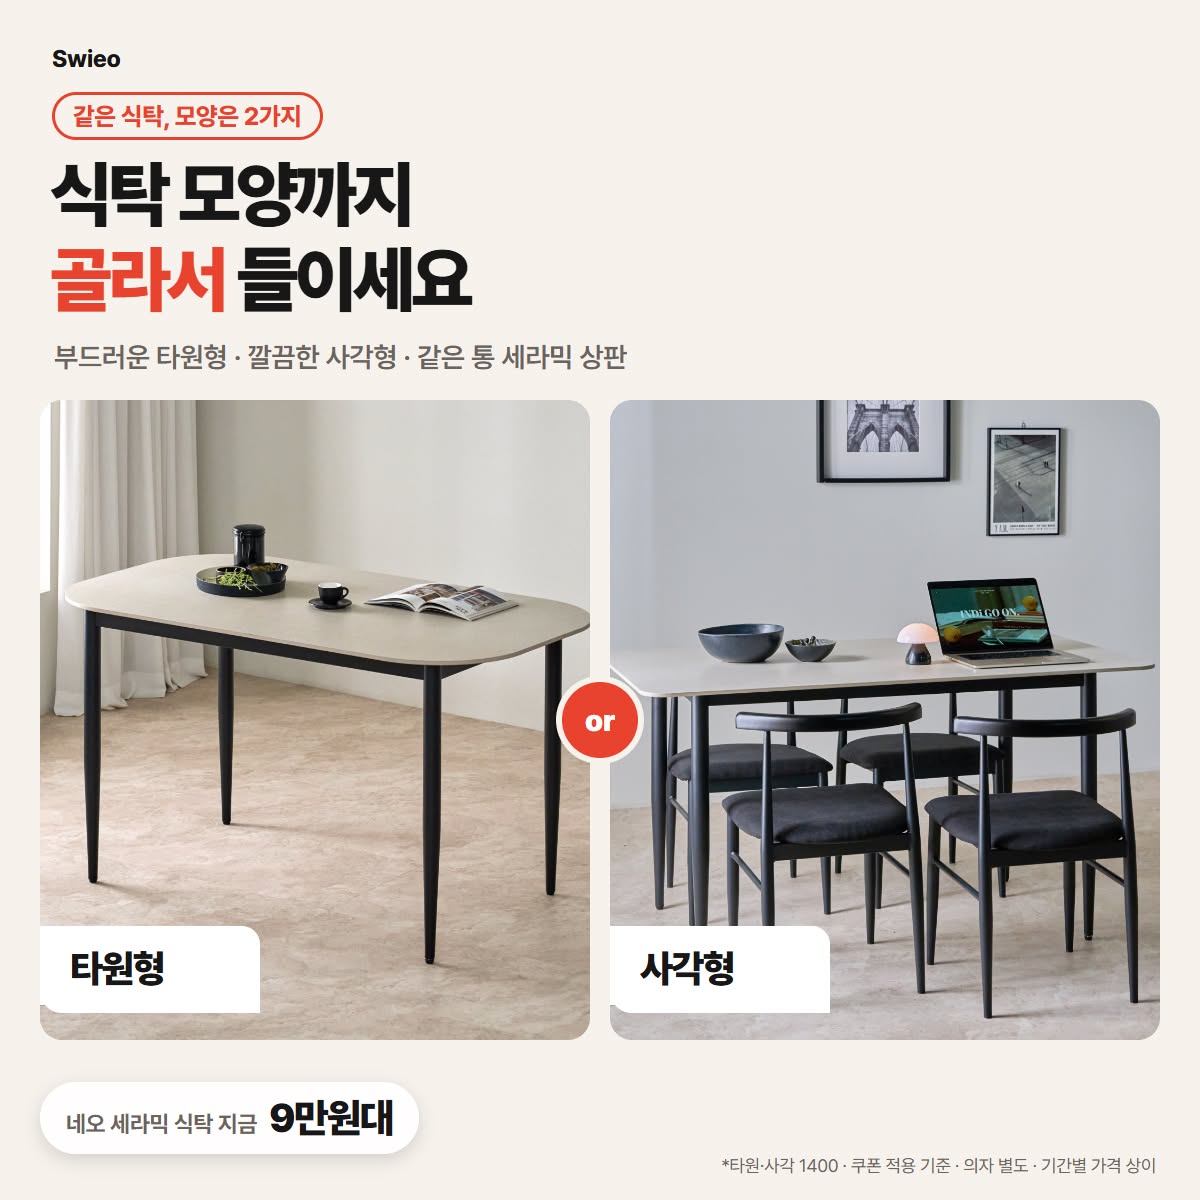 Swieo
같은 식탁, 모양은 2가지
식탁 모양까지
골라서 들이세요
부드러운 타원형 · 깔끔한 사각형 · 같은 통 세라믹 상판
INDiGO ON.
or
타원형
사각형
네오 세라믹 식탁 지금 9만원대
*타원·사각 1400 · 쿠폰 적용 기준 · 의자 별도 · 기간별 가격 상이